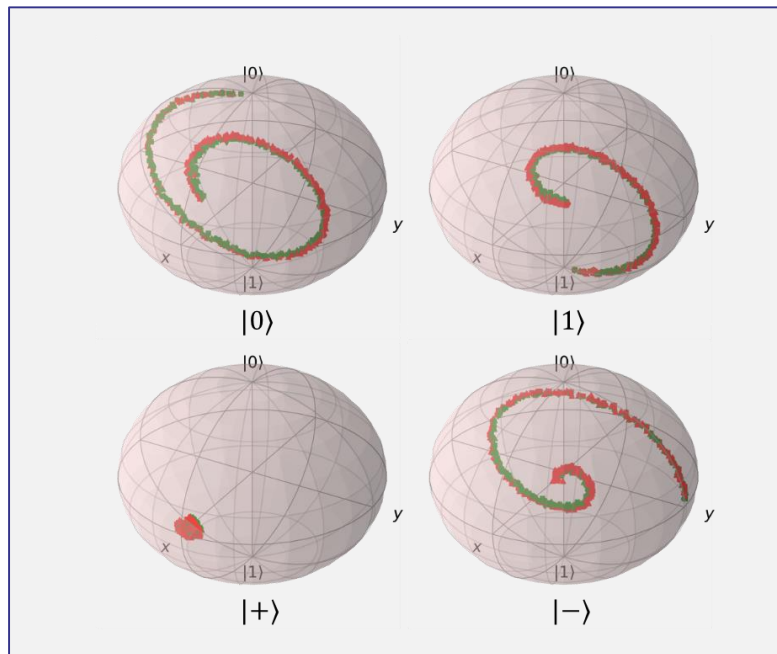 |0⟩ |0⟩
y y
x x
|1⟩ |1⟩
|0⟩ |1⟩
|0⟩ |0⟩
y y
x x
|1⟩ |1⟩
|+⟩ |−⟩